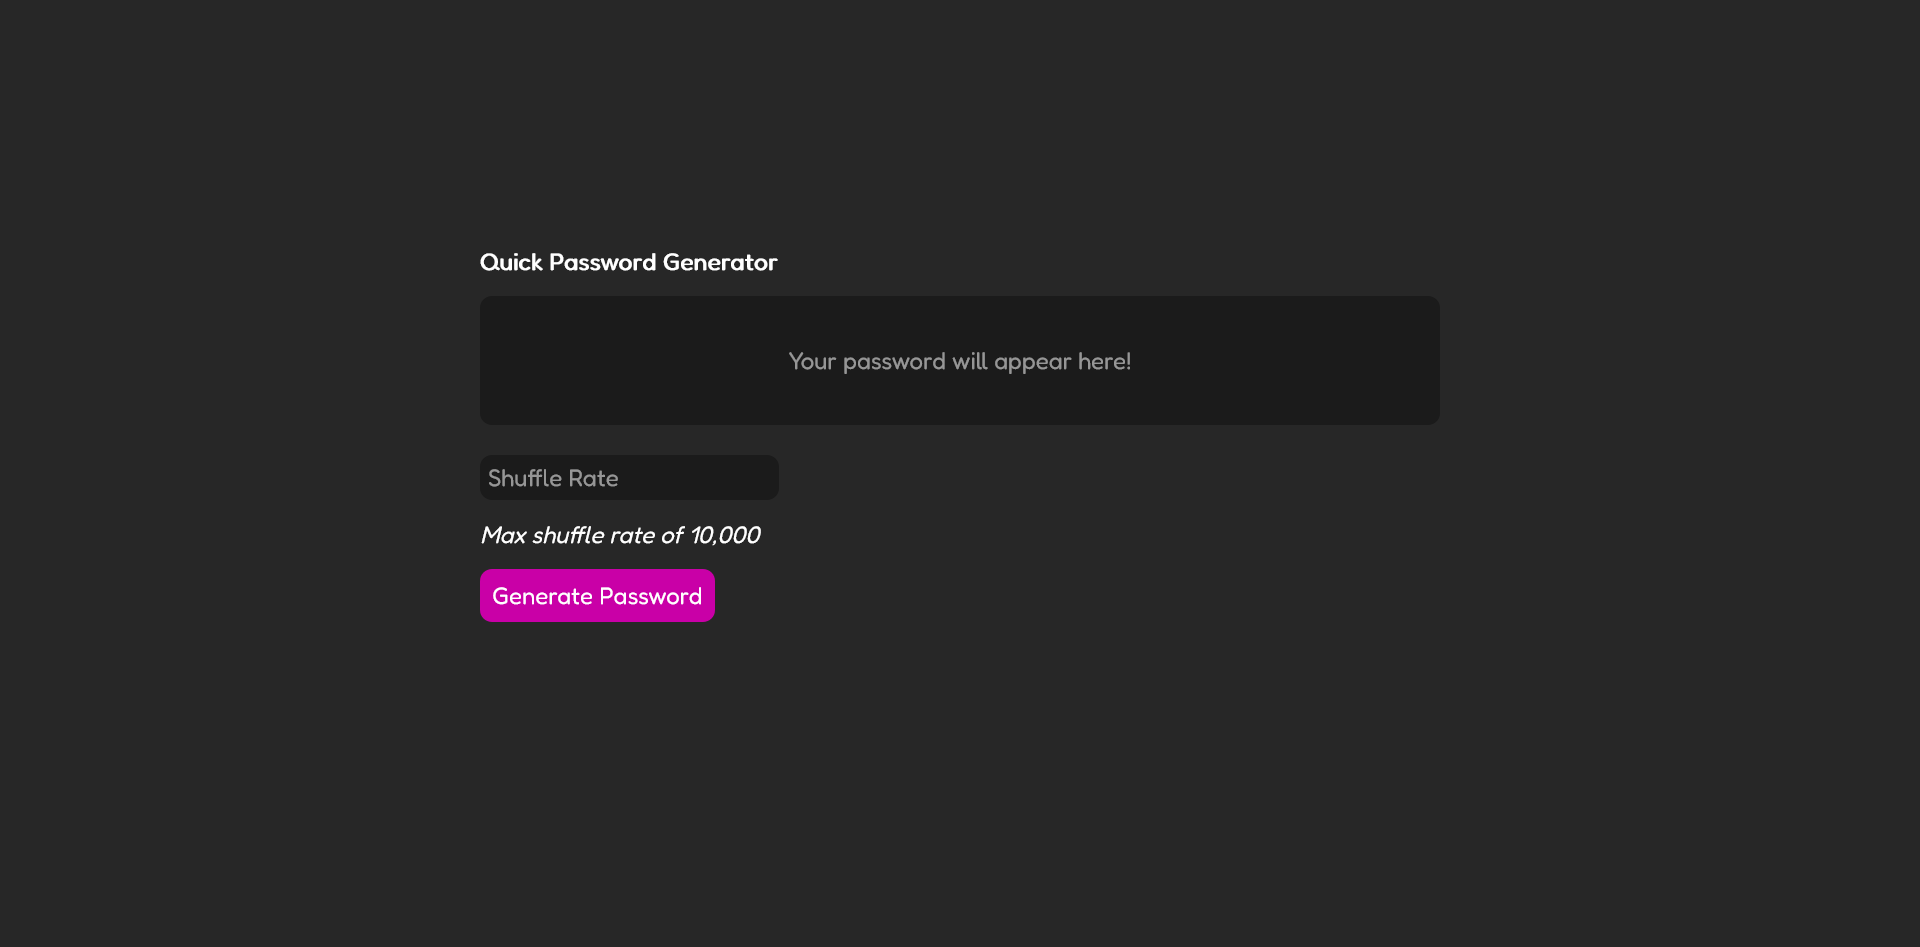 Quick Password Generator
Your password will appear here!
Shuffle Rate
Max shuffle rate of 10,000
Generate Password